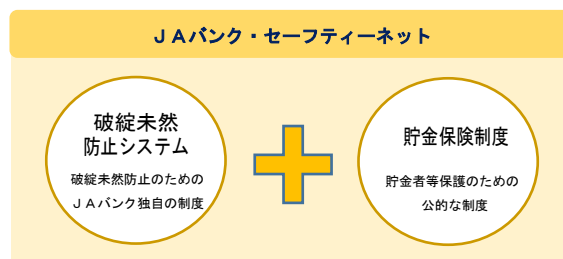 ＪＡバンク・セーフティーネット
破綻未然
防止システム
破綻未然防止のための
ＪＡバンク独自の制度
貯金保険制度
貯金者等保護のための
公的な制度